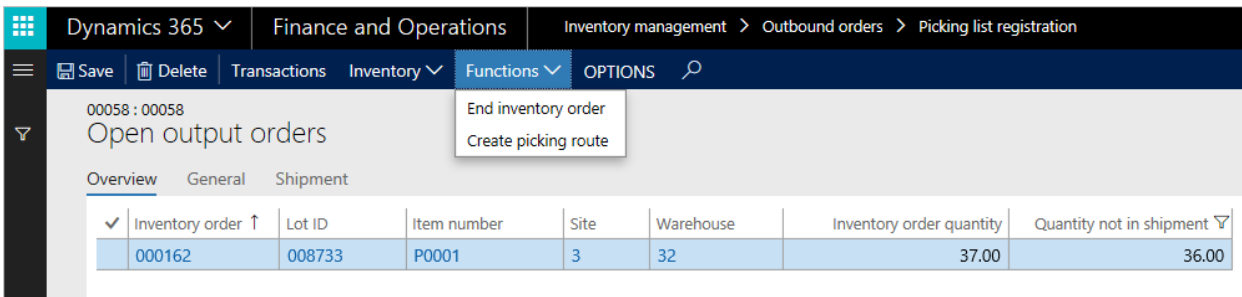 Dynamics 365 Finance and Operations Inventory management > Outbound orders > Picking list registration
Save Delete Transactions Inventory Functions OPTIONS
End inventory order
Create picking route
00058 : 00058
Open output orders
Overview General Shipment
Inventory order ↑ Lot ID Item number Site Warehouse Inventory order quantity Quantity not in shipment
000162 008733 P0001 3 32 37.00 36.00